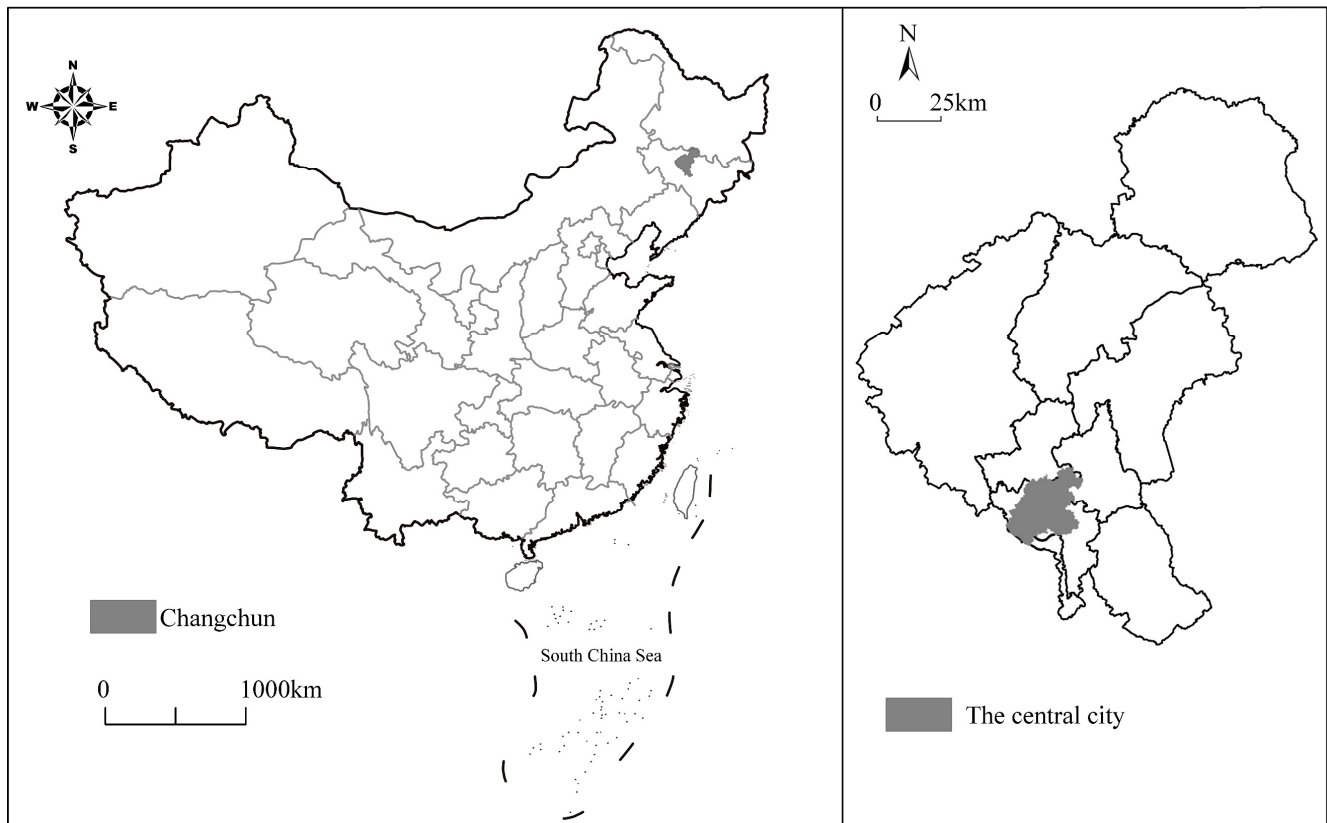 N
W E
S
Changchun
0 1000km
South China Sea
N
0 25km
The central city